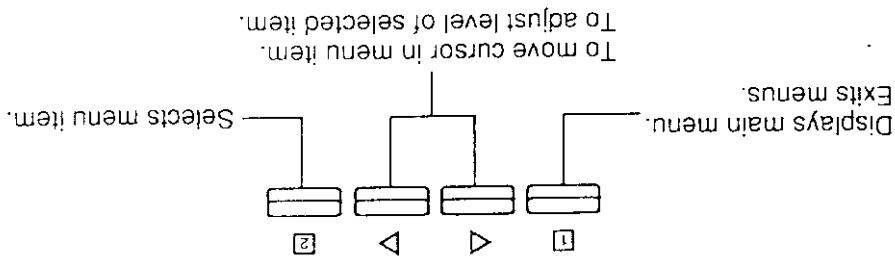 1 2
Displays main menu.
Exits menus.
Selects menu item.
To move cursor in menu item.
To adjust level of selected item.